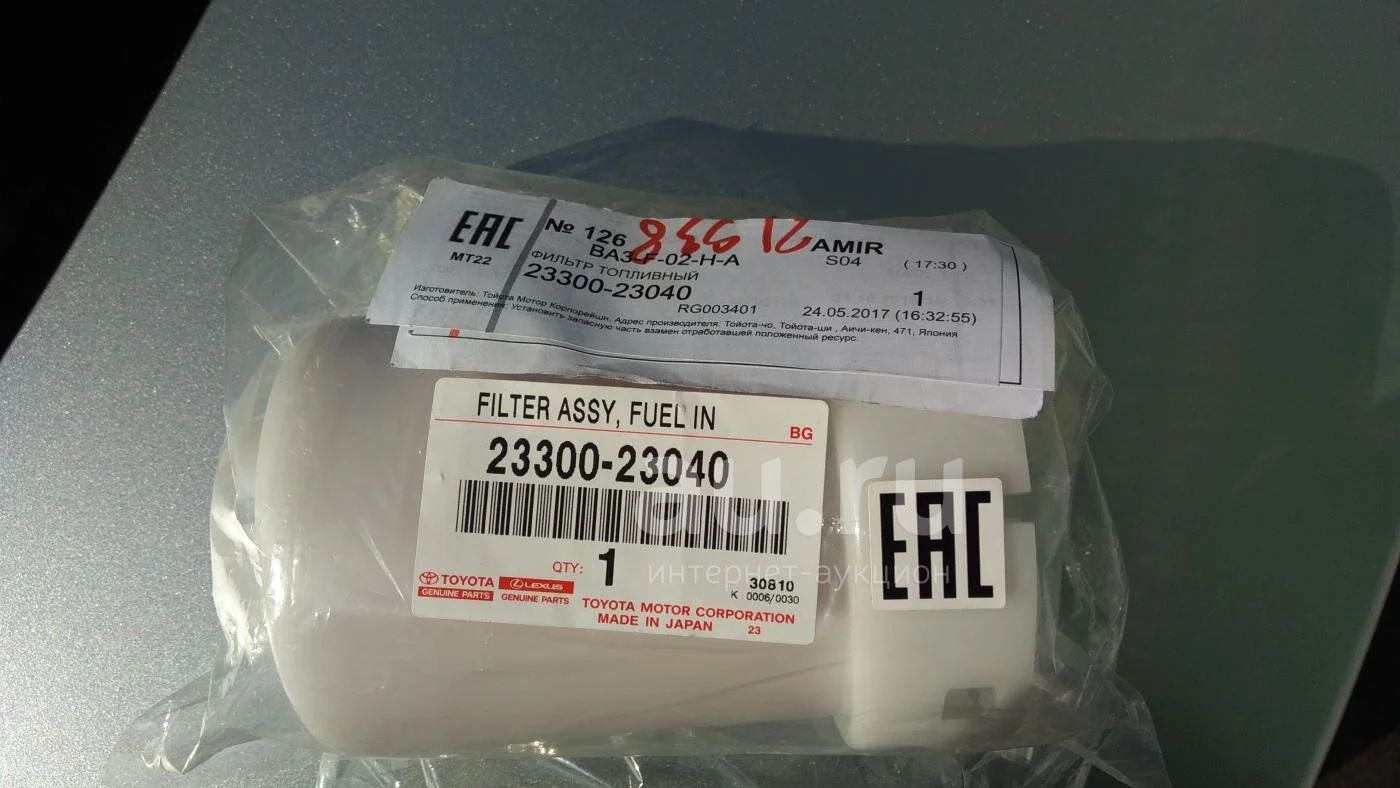 EAC
MT22
№ 126
AMIR
S04
( 17:30 )
ФИЛЬТР ТОПЛИВНЫЙ
23300-23040
1
RG003401
24.05.2017 (16:32:55)
Изготовитель: Тойота Мотор Корпорейшн. Адрес производителя: Тойота-чо, Тойота-ши , Аичи-кен, 471, Япония
Способ применения: Установить запасную часть взамен отработавшей положенный ресурс.
FILTER ASSY, FUEL IN
BG
23300-23040
QTY: 1
30810
K 0006/0030
TOYOTA
GENUINE PARTS
LEXUS
GENUINE PARTS
TOYOTA MOTOR CORPORATION
MADE IN JAPAN 23
EAC
au.ru
интернет-аукцион